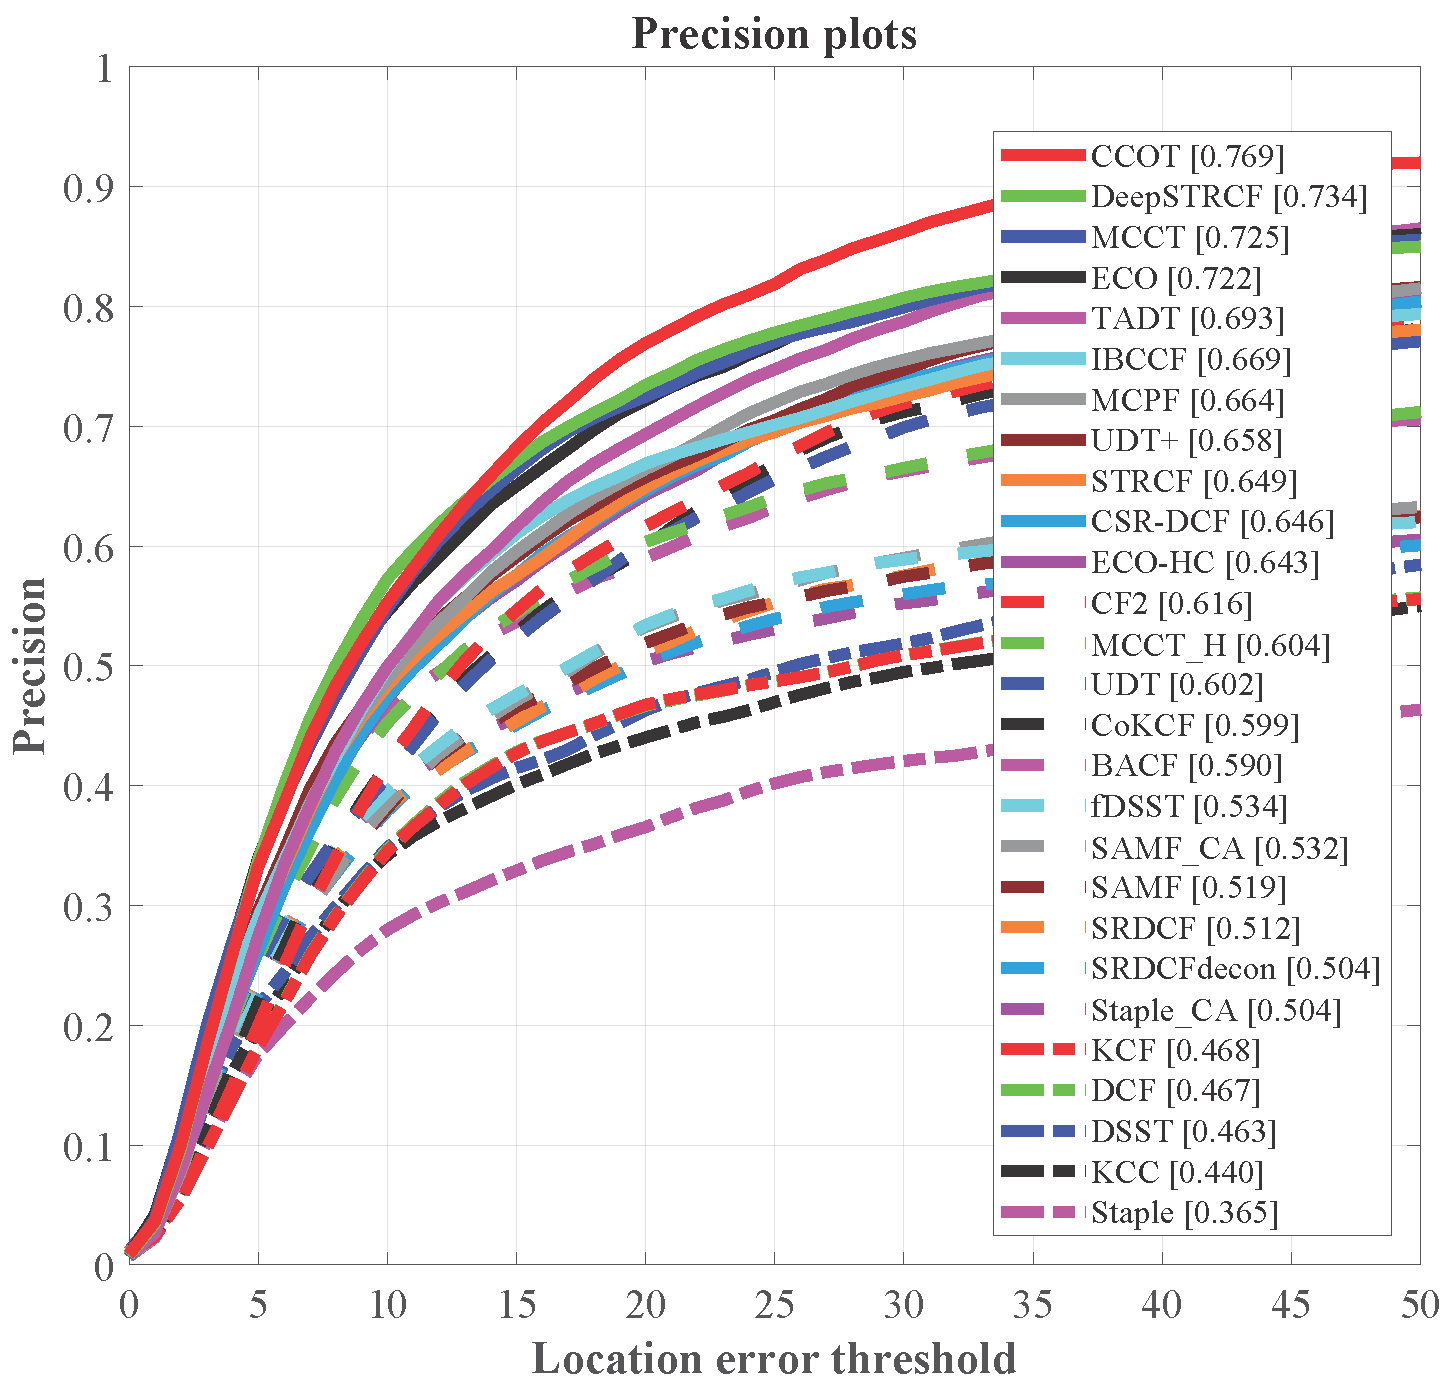 Precision plots
Precision
1
0.9
0.8
0.7
0.6
0.5
0.4
0.3
0.2
0.1
0
CCOT [0.769]
DeepSTRCF [0.734]
MCCT [0.725]
ECO [0.722]
TADT [0.693]
IBCCF [0.669]
MCPF [0.664]
UDT+ [0.658]
STRCF [0.649]
CSR-DCF [0.646]
ECO-HC [0.643]
CF2 [0.616]
MCCT_H [0.604]
UDT [0.602]
CoKCF [0.599]
BACF [0.590]
fDSST [0.534]
SAMF_CA [0.532]
SAMF [0.519]
SRDCF [0.512]
SRDCFdecon [0.504]
Staple_CA [0.504]
KCF [0.468]
DCF [0.467]
DSST [0.463]
KCC [0.440]
Staple [0.365]
0 5 10 15 20 25 30 35 40 45 50
Location error threshold